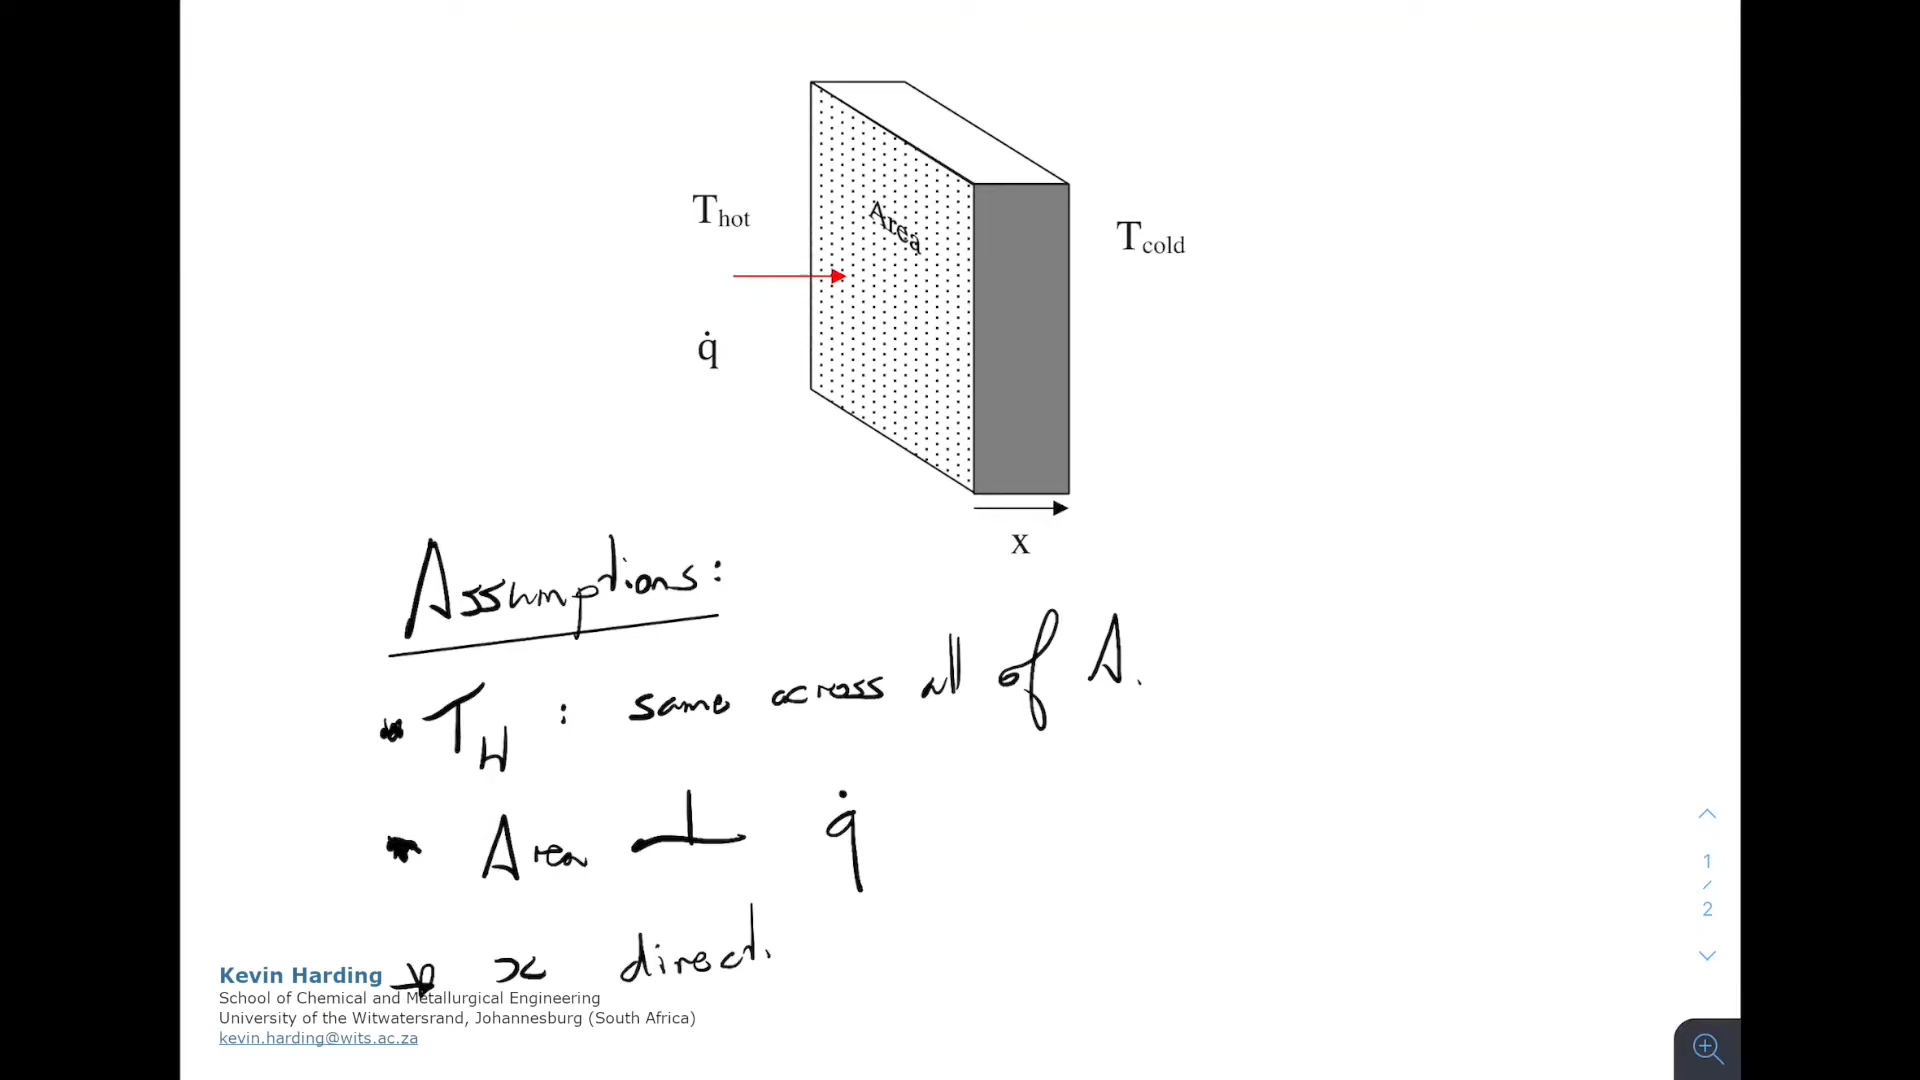 Thot
Area
Tcold
q̇
x
Assumptions:
• TH : same across all of A.
• Area ⊥ q̇
x direct.
Kevin Harding
School of Chemical and Metallurgical Engineering
University of the Witwatersrand, Johannesburg (South Africa)
kevin.harding@wits.ac.za
1
/
2